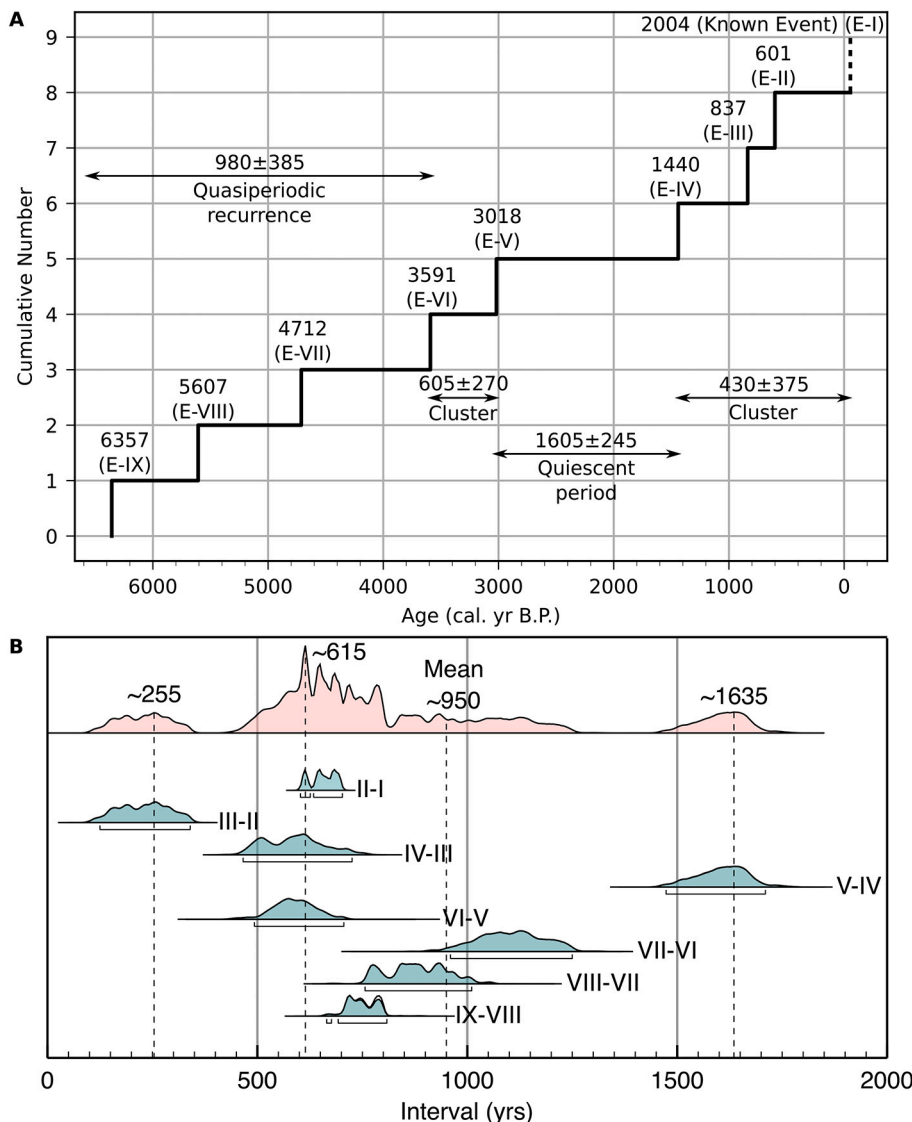 A
2004 (Known Event) (E-I)
601
(E-II)
837
(E-III)
1440
(E-IV)
980±385
Quasiperiodic
recurrence
3018
(E-V)
3591
(E-VI)
4712
(E-VII)
605±270
Cluster
430±375
Cluster
5607
(E-VIII)
6357
(E-IX)
1605±245
Quiescent
period
9
8
7
6
5
4
3
2
1
0
Cumulative Number
6000 5000 4000 3000 2000 1000 0
Age (cal. yr B.P.)
B
~615
Mean
~950
~255
~1635
II-I
III-II
IV-III
V-IV
VI-V
VII-VI
VIII-VII
IX-VIII
0 500 1000 1500 2000
Interval (yrs)